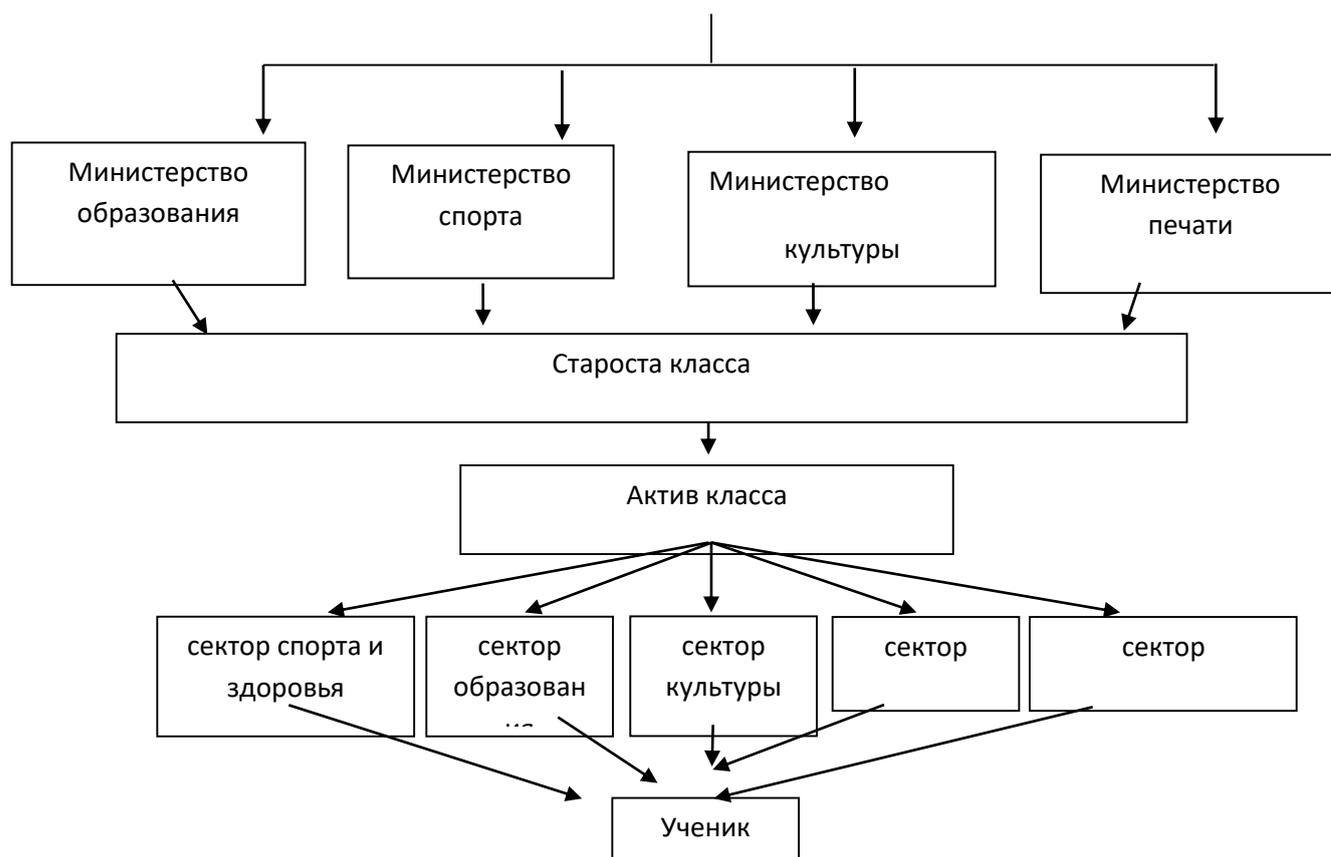 Министерство
образования
Министерство
спорта
Министерство
культуры
Министерство
печати
Староста класса
Актив класса
сектор спорта и
здоровья
сектор
образован
сектор
культуры
сектор
сектор
Ученик